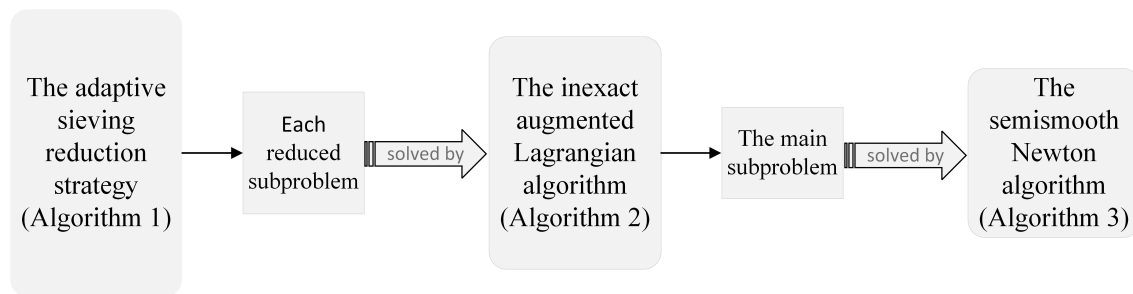 The adaptive
sieving
reduction
strategy
(Algorithm 1)
Each
reduced
subproblem
solved by
The inexact
augmented
Lagrangian
algorithm
(Algorithm 2)
The main
subproblem
solved by
The
semismooth
Newton
algorithm
(Algorithm 3)